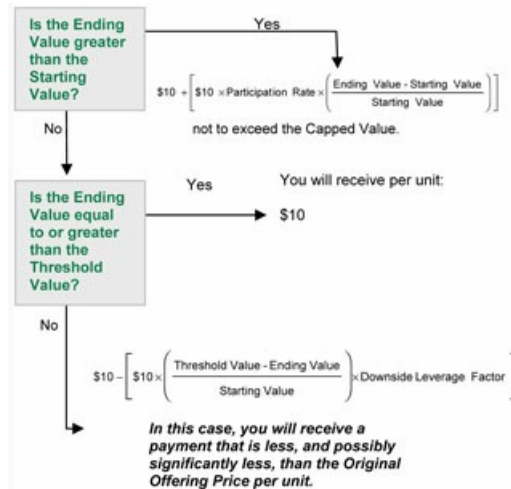 Is the Ending
Value greater
than the
Starting
Value?
Yes
$10 + [$10 × Participation Rate × (Ending Value - Starting Value / Starting Value)]
not to exceed the Capped Value.
No
Is the Ending
Value equal
to or greater
than the
Threshold
Value?
Yes
You will receive per unit:
$10
No
$10 – [$10 × (Threshold Value - Ending Value / Starting Value) × Downside Leverage Factor
In this case, you will receive a
payment that is less, and possibly
significantly less, than the Original
Offering Price per unit.